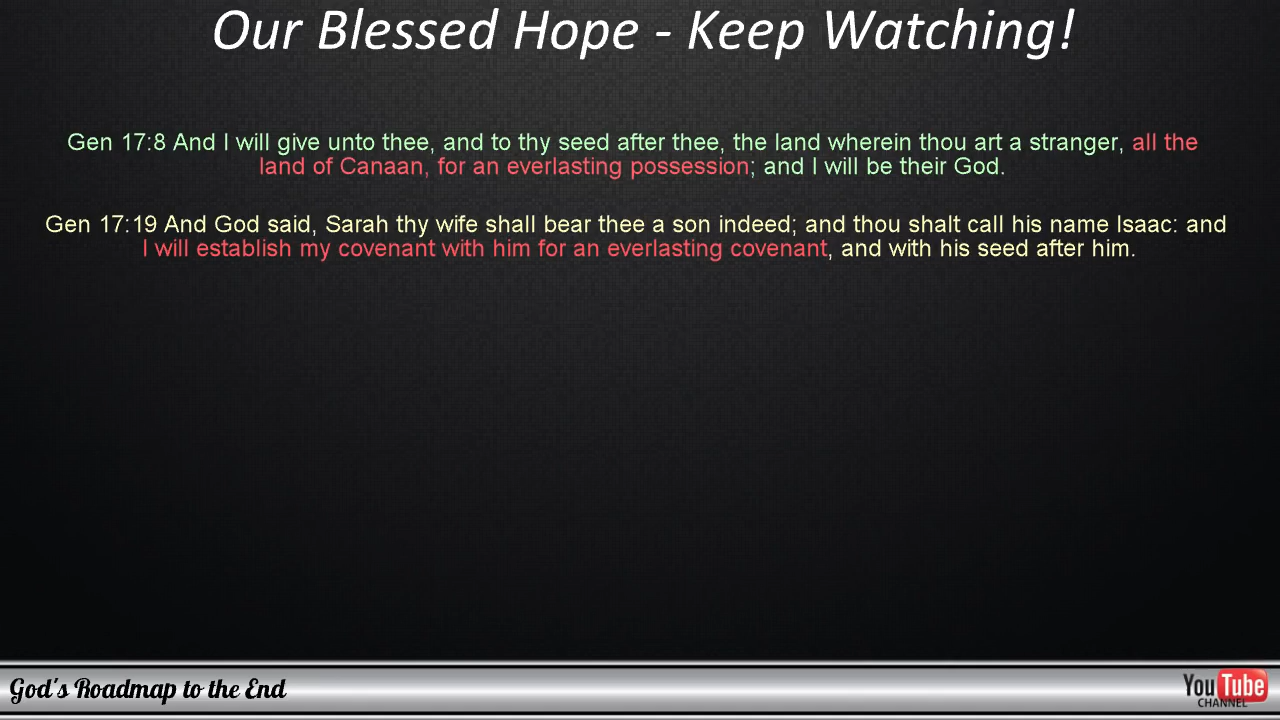 Our Blessed Hope - Keep Watching!
Gen 17:8 And I will give unto thee, and to thy seed after thee, the land wherein thou art a stranger, all the
land of Canaan, for an everlasting possession; and I will be their God.
Gen 17:19 And God said, Sarah thy wife shall bear thee a son indeed; and thou shalt call his name Isaac: and
I will establish my covenant with him for an everlasting covenant, and with his seed after him.
God's Roadmap to the End
YouTube
CHANNEL